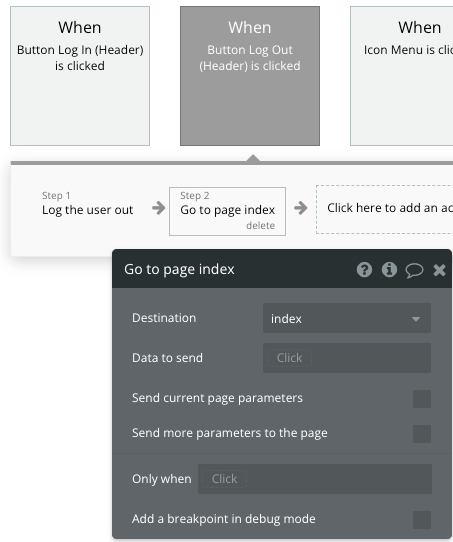 When
Button Log In (Header)
is clicked
When
Button Log Out
(Header) is clicked
When
Icon Menu is clic
Step 1
Log the user out
Step 2
Go to page index
delete
Click here to add an ac
Go to page index
Destination
index
Data to send
Click
Send current page parameters
Send more parameters to the page
Only when
Click
Add a breakpoint in debug mode